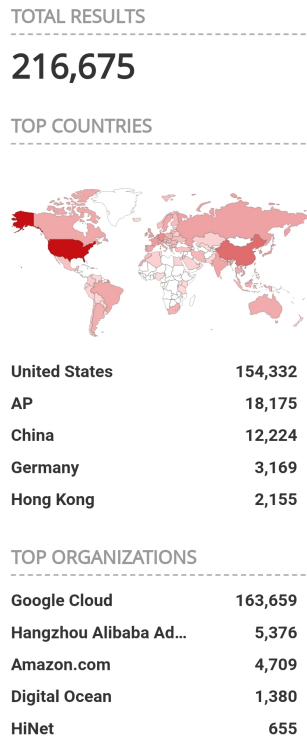 TOTAL RESULTS
216,675
TOP COUNTRIES
United States 154,332
AP 18,175
China 12,224
Germany 3,169
Hong Kong 2,155
TOP ORGANIZATIONS
Google Cloud 163,659
Hangzhou Alibaba Ad... 5,376
Amazon.com 4,709
Digital Ocean 1,380
HiNet 655